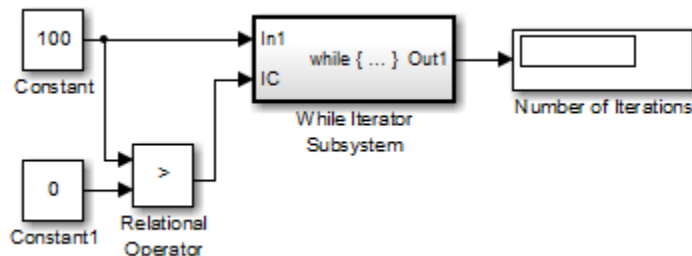 100
Constant
In1
IC
while { ... } Out1
While Iterator
Subsystem
Number of Iterations
0
Constant1
>
Relational
Operator